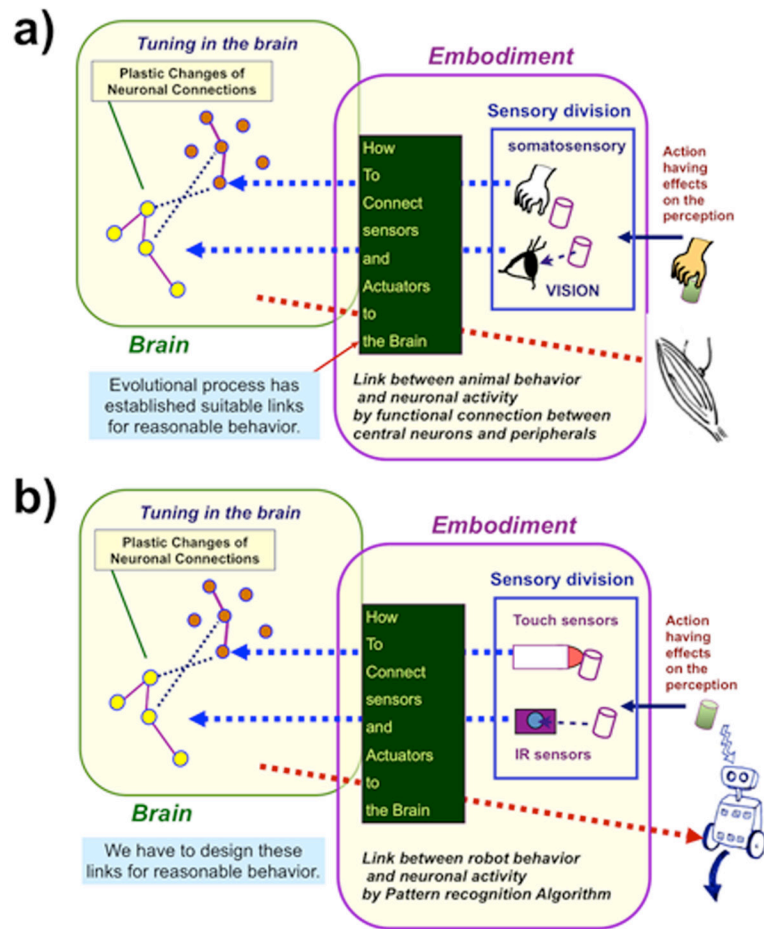 a)
Tuning in the brain
Plastic Changes of
Neuronal Connections
Embodiment
Sensory division
somatosensory
VISION
How
To
Connect
sensors
and
Actuators
to
the Brain
Action
having
effects
on the
perception
Brain
Evolutional process has
established suitable links
for reasonable behavior.
Link between animal behavior
and neuronal activity
by functional connection between
central neurons and peripherals
b)
Tuning in the brain
Plastic Changes of
Neuronal Connections
Embodiment
Sensory division
Touch sensors
IR sensors
How
To
Connect
sensors
and
Actuators
to
the Brain
Action
having
effects
on the
perception
Brain
We have to design these
links for reasonable behavior.
Link between robot behavior
and neuronal activity
by Pattern recognition Algorithm